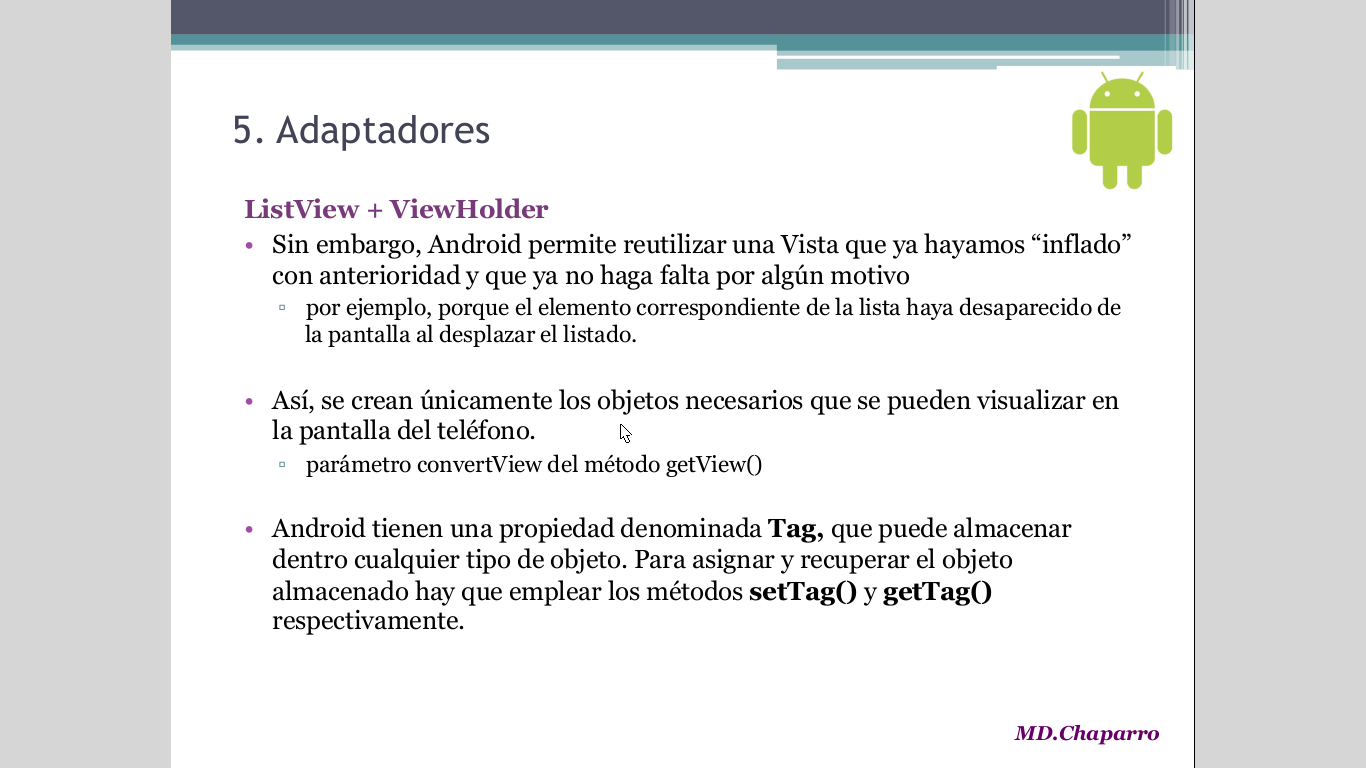 5. Adaptadores
ListView + ViewHolder
• Sin embargo, Android permite reutilizar una Vista que ya hayamos “inflado”
con anterioridad y que ya no haga falta por algún motivo
▫ por ejemplo, porque el elemento correspondiente de la lista haya desaparecido de
la pantalla al desplazar el listado.
• Así, se crean únicamente los objetos necesarios que se pueden visualizar en
la pantalla del teléfono.
▫ parámetro convertView del método getView()
• Android tienen una propiedad denominada Tag, que puede almacenar
dentro cualquier tipo de objeto. Para asignar y recuperar el objeto
almacenado hay que emplear los métodos setTag() y getTag()
respectivamente.
MD.Chaparro